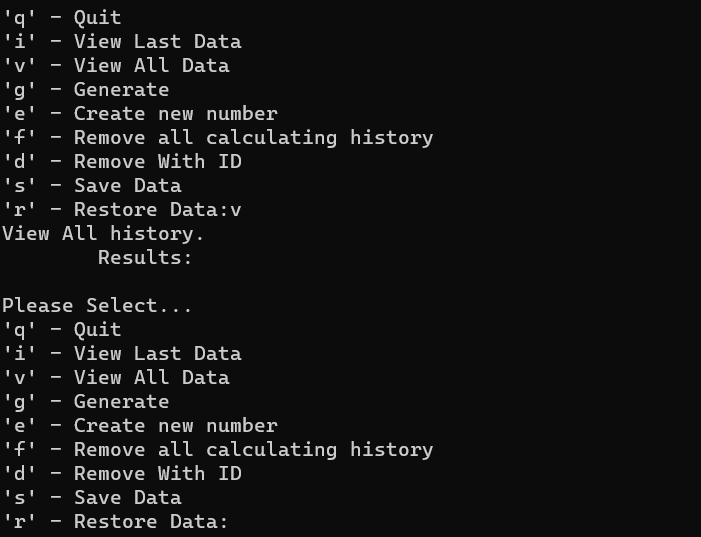 'q' - Quit
'i' - View Last Data
'v' - View All Data
'g' - Generate
'e' - Create new number
'f' - Remove all calculating history
'd' - Remove With ID
's' - Save Data
'r' - Restore Data:v
View All history.
Results:
Please Select...
'q' - Quit
'i' - View Last Data
'v' - View All Data
'g' - Generate
'e' - Create new number
'f' - Remove all calculating history
'd' - Remove With ID
's' - Save Data
'r' - Restore Data: